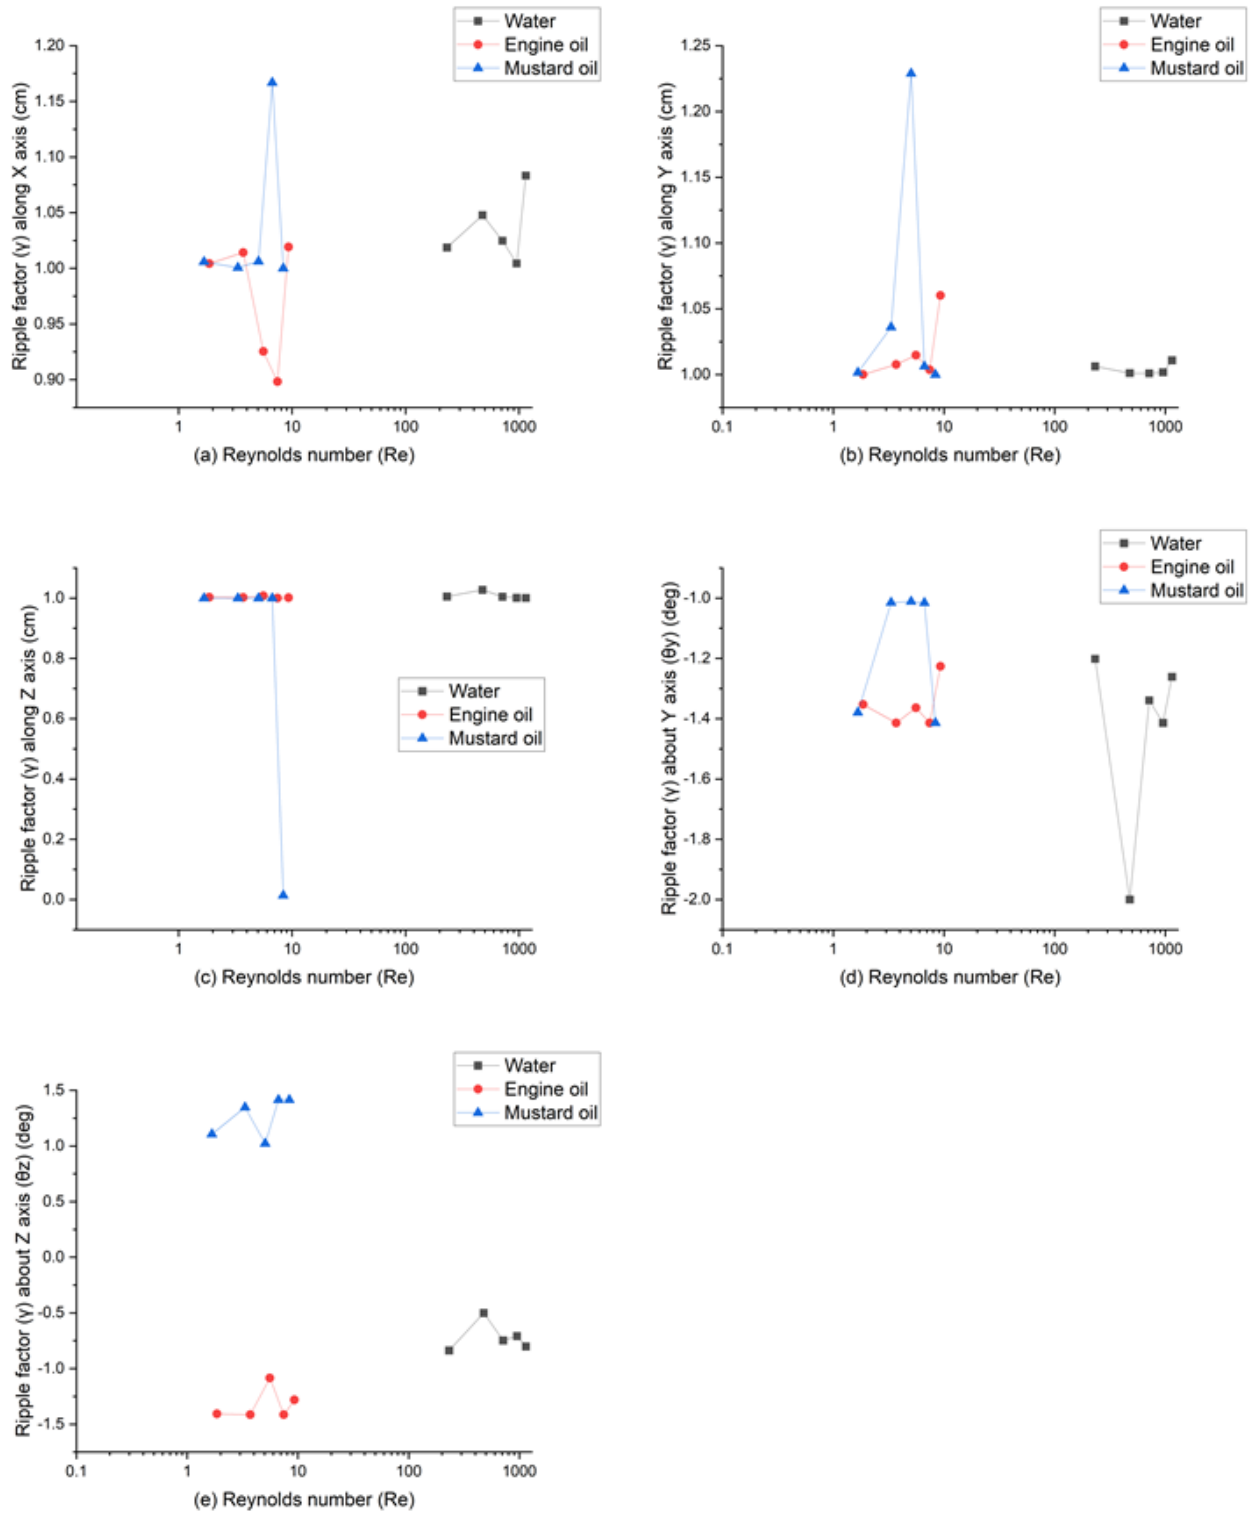 Water
Engine oil
Mustard oil
Ripple factor (γ) along X axis (cm)
1.20
1.15
1.10
1.05
1.00
0.95
0.90
1
10
100
1000
(a) Reynolds number (Re)
Water
Engine oil
Mustard oil
Ripple factor (γ) along Y axis (cm)
1.25
1.20
1.15
1.10
1.05
1.00
0.1
1
10
100
1000
(b) Reynolds number (Re)
Ripple factor (γ) along Z axis (cm)
1.0
0.8
0.6
0.4
0.2
0.0
Water
Engine oil
Mustard oil
1
10
100
1000
(c) Reynolds number (Re)
Water
Engine oil
Mustard oil
Ripple factor (γ) about Y axis (θy) (deg)
-1.0
-1.2
-1.4
-1.6
-1.8
-2.0
0.1
1
10
100
1000
(d) Reynolds number (Re)
Water
Engine oil
Mustard oil
Ripple factor (γ) about Z axis (θz) (deg)
1.5
1.0
0.5
0.0
-0.5
-1.0
-1.5
0.1
1
10
100
1000
(e) Reynolds number (Re)